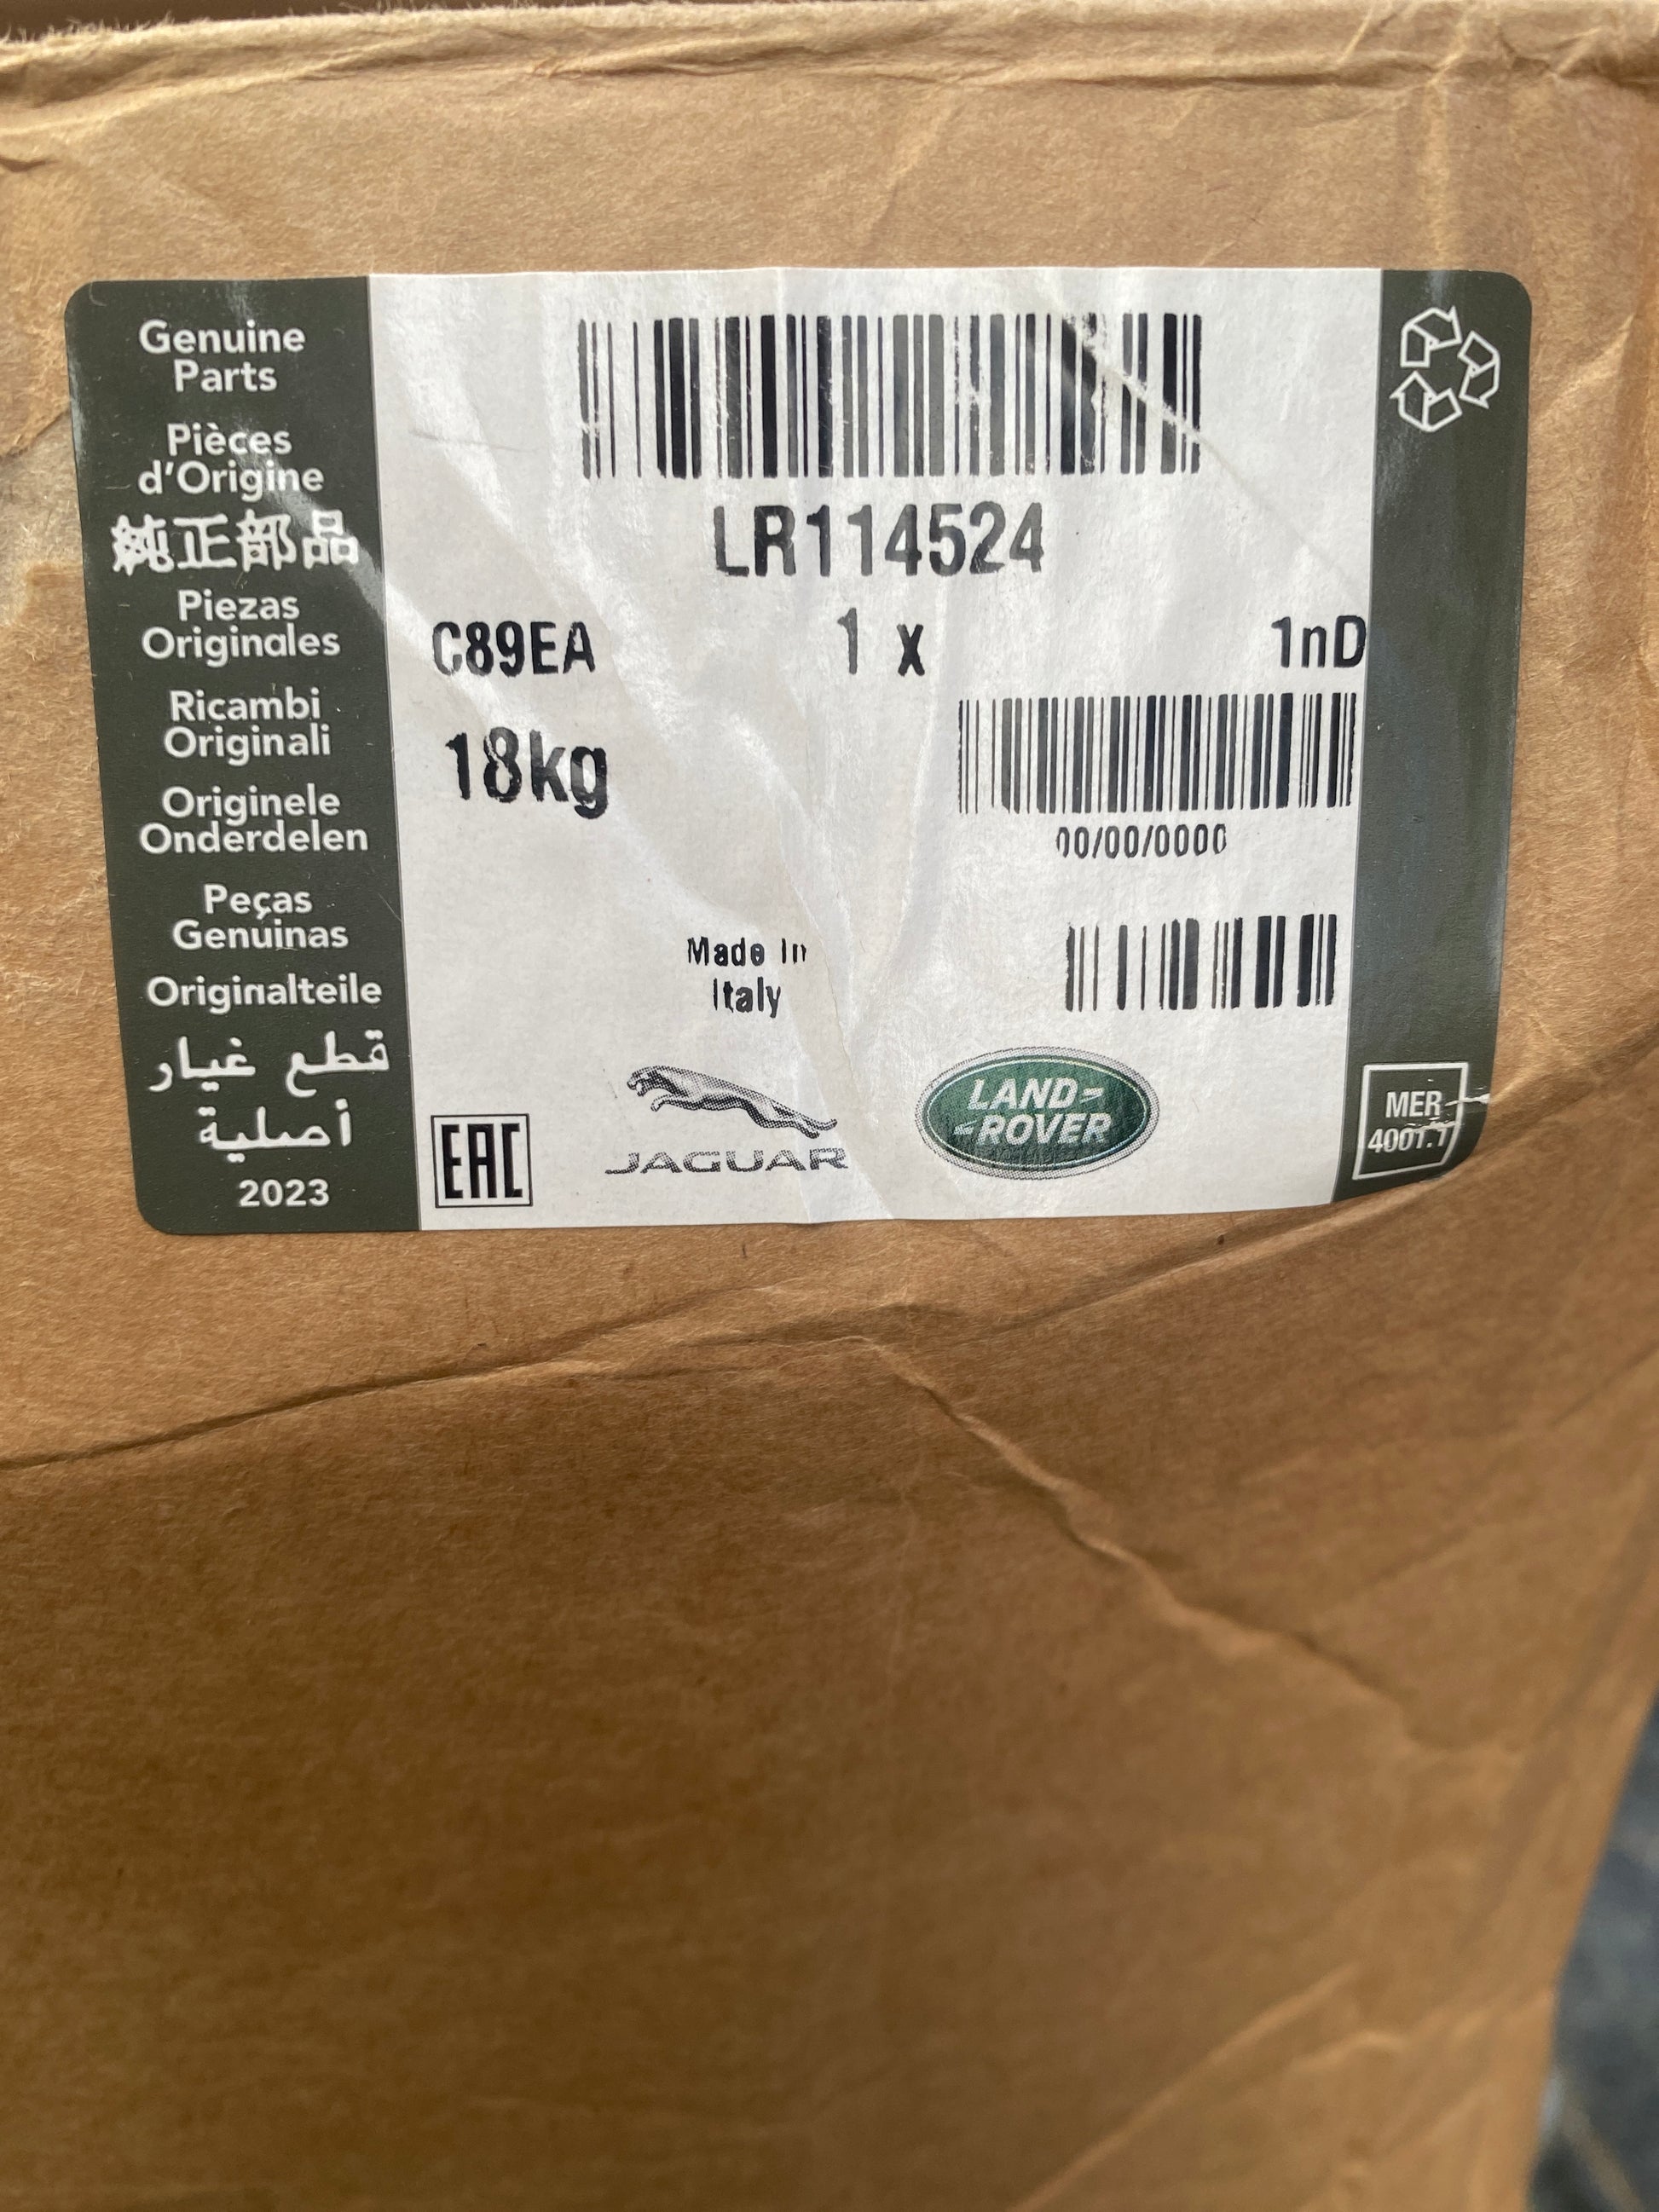 Genuine
Parts
Pièces
d'Origine
純正部品
Piezas
Originales
Ricambi
Originali
Originele
Onderdelen
Peças
Genuinas
Originalteile
قطع غيار
أصلية
2023
LR114524
C89EA 1 x 1nD
18kg
00/00/0000
Made In
Italy
EAC
JAGUAR
LAND-
-ROVER
MER
4001.1